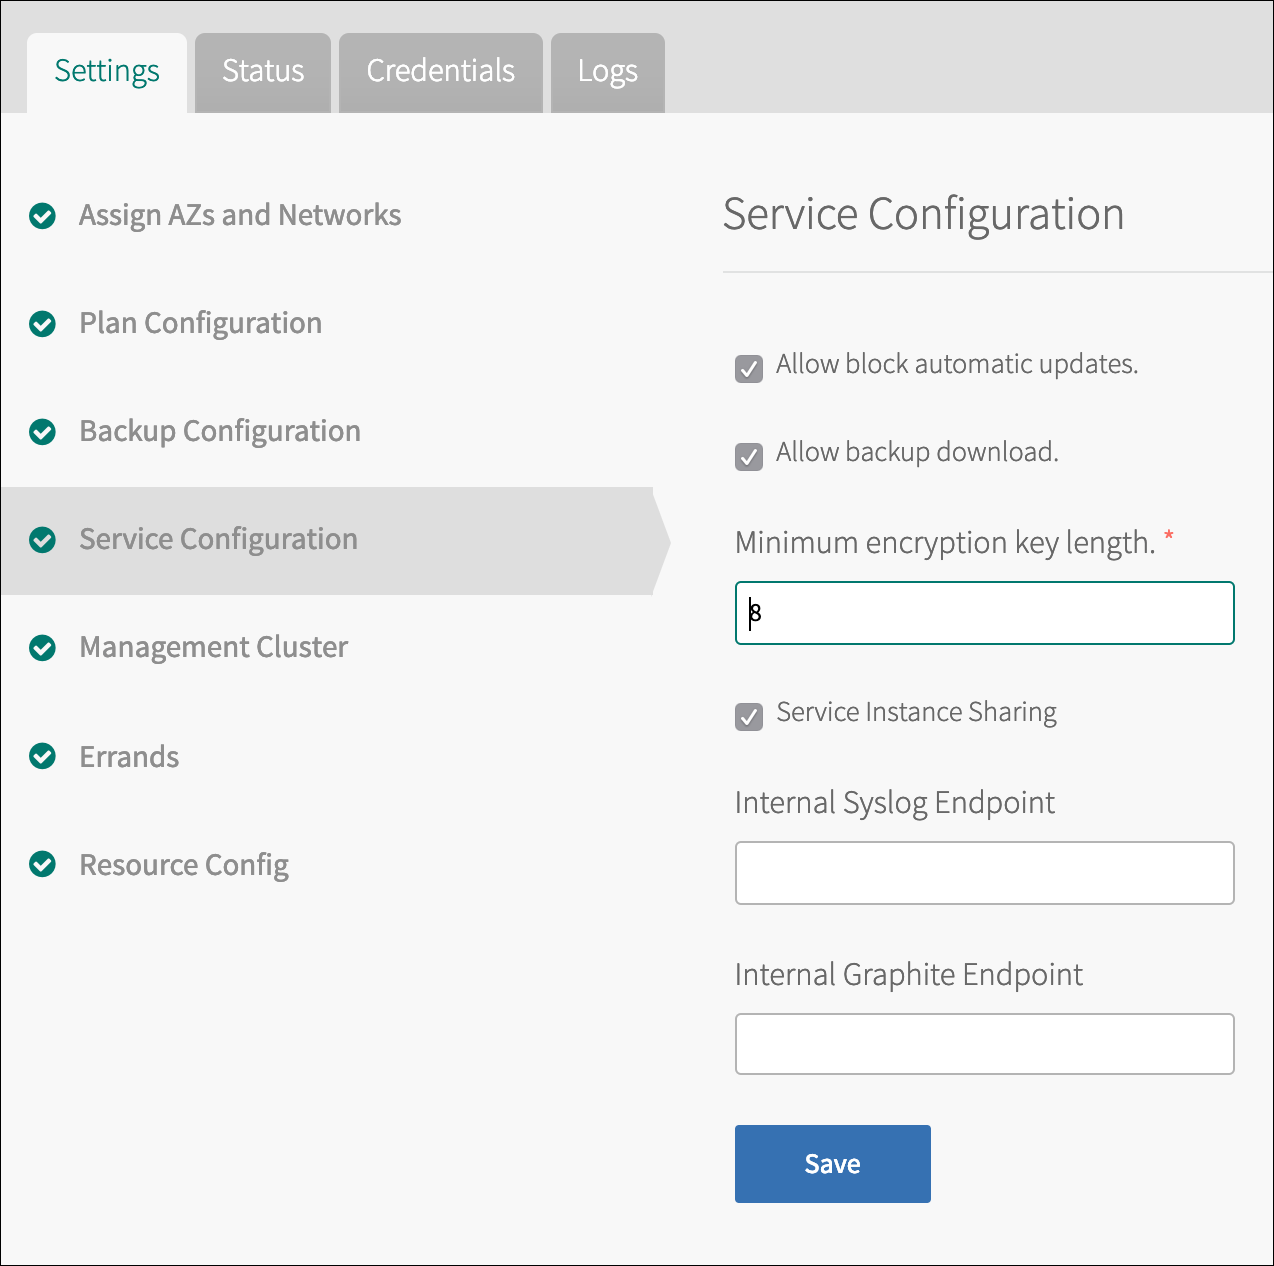 Settings
Status
Credentials
Logs
Assign AZs and Networks
Plan Configuration
Backup Configuration
Service Configuration
Management Cluster
Errands
Resource Config
Service Configuration
Allow block automatic updates.
Allow backup download.
Minimum encryption key length. *
8
Service Instance Sharing
Internal Syslog Endpoint
Internal Graphite Endpoint
Save